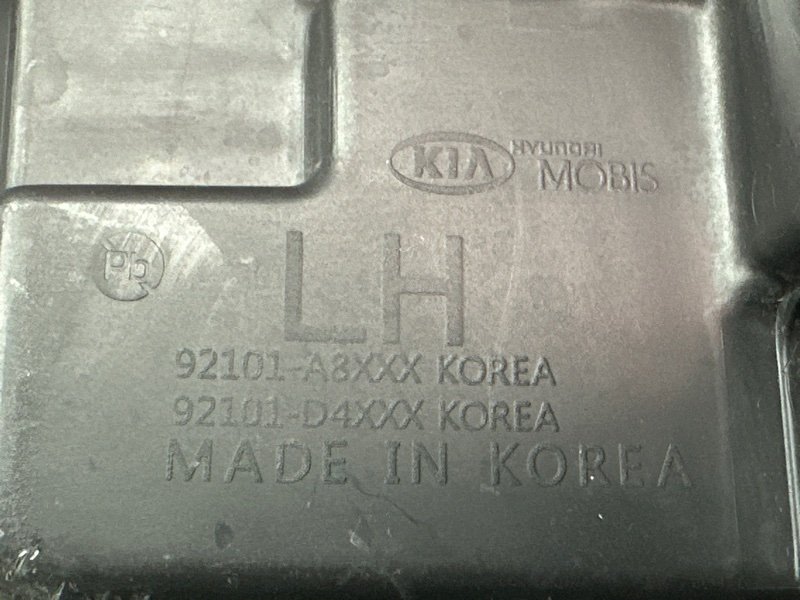 KIA HYUNDAI
MOBIS
Pb
LH
92101-A8XXX KOREA
92101-D4XXX KOREA
MADE IN KOREA